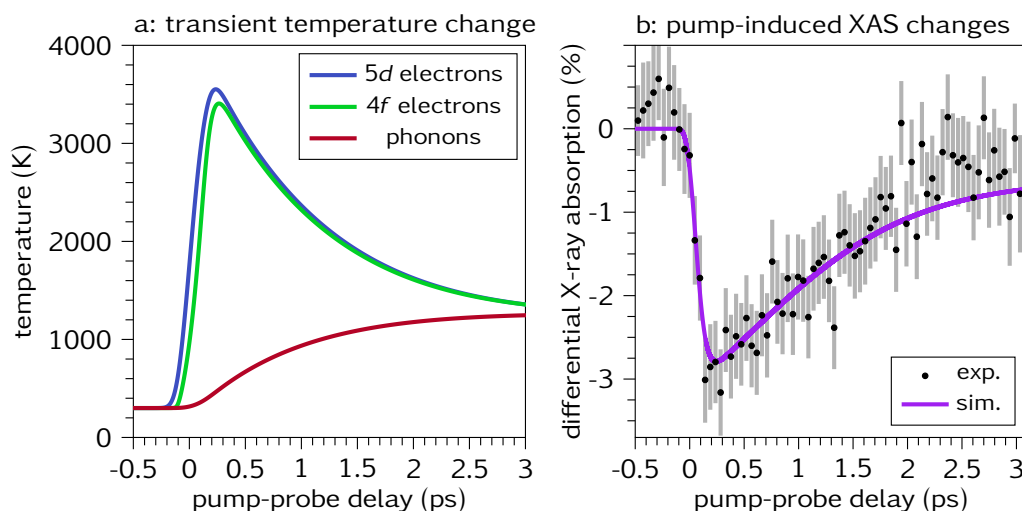 a: transient temperature change
temperature (K)
4000
3000
2000
1000
0
5d electrons
4f electrons
phonons
-0.5 0 0.5 1 1.5 2 2.5 3
pump-probe delay (ps)
b: pump-induced XAS changes
differential X-ray absorption (%)
0
-1
-2
-3
exp.
sim.
-0.5 0 0.5 1 1.5 2 2.5 3
pump-probe delay (ps)